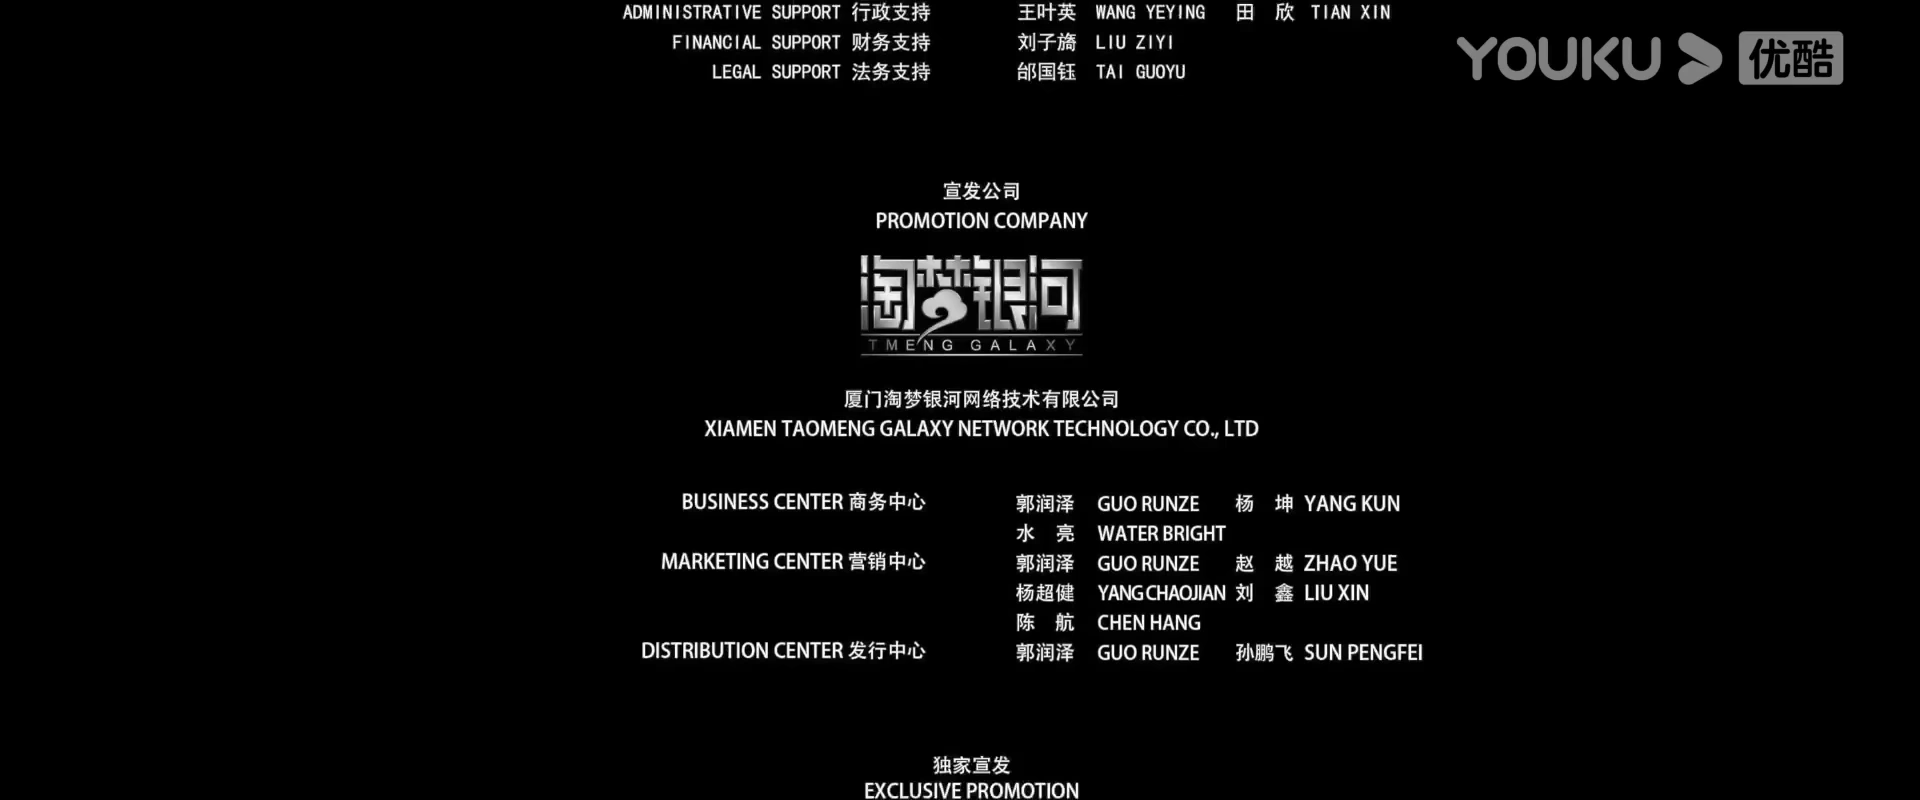 ADMINISTRATIVE SUPPORT 行政支持 王叶英 WANG YEYING 田 欣 TIAN XIN
FINANCIAL SUPPORT 财务支持 刘子旖 LIU ZIYI
LEGAL SUPPORT 法务支持 邰国钰 TAI GUOYU
YOUKU 优酷
宣发公司
PROMOTION COMPANY
淘梦银河
TMENG GALAXY
厦门淘梦银河网络技术有限公司
XIAMEN TAOMENG GALAXY NETWORK TECHNOLOGY CO., LTD
BUSINESS CENTER 商务中心 郭润泽 GUO RUNZE 杨 坤 YANG KUN
水 亮 WATER BRIGHT
MARKETING CENTER 营销中心 郭润泽 GUO RUNZE 赵 越 ZHAO YUE
杨超健 YANG CHAOJIAN 刘 鑫 LIU XIN
陈 航 CHEN HANG
DISTRIBUTION CENTER 发行中心 郭润泽 GUO RUNZE 孙鹏飞 SUN PENGFEI
独家宣发
EXCLUSIVE PROMOTION